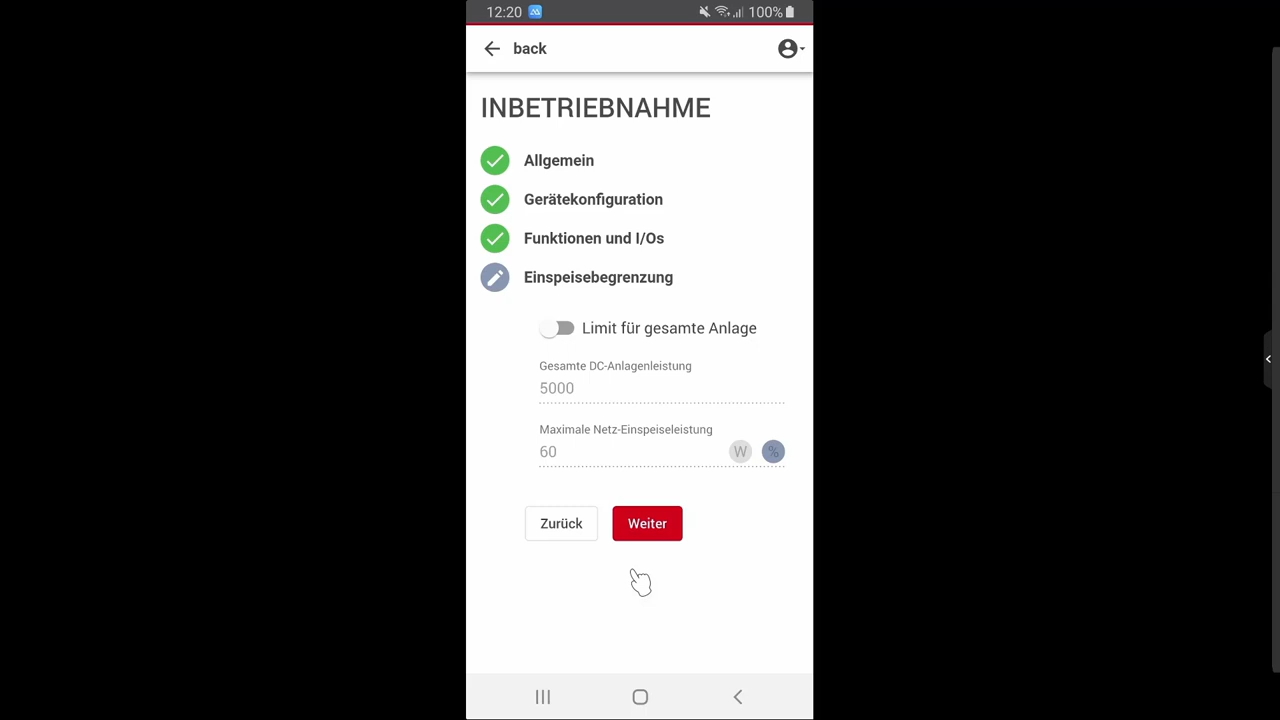 12:20 100%
back
INBETRIEBNAHME
Allgemein
Gerätekonfiguration
Funktionen und I/Os
Einspeisebegrenzung
Limit für gesamte Anlage
Gesamte DC-Anlagenleistung
5000
Maximale Netz-Einspeiseleistung
60 W %
Zurück Weiter